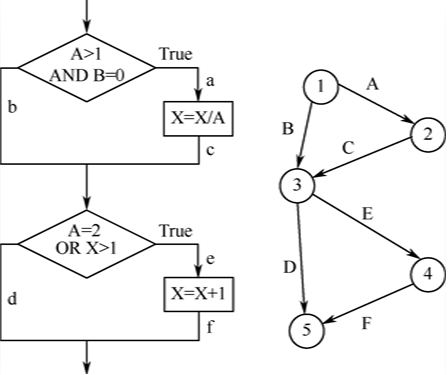 A>1
AND B=0
True
a
b
X=X/A
c
A=2
OR X>1
True
e
d
X=X+1
f
1
A
B
2
C
3
E
D
4
F
5